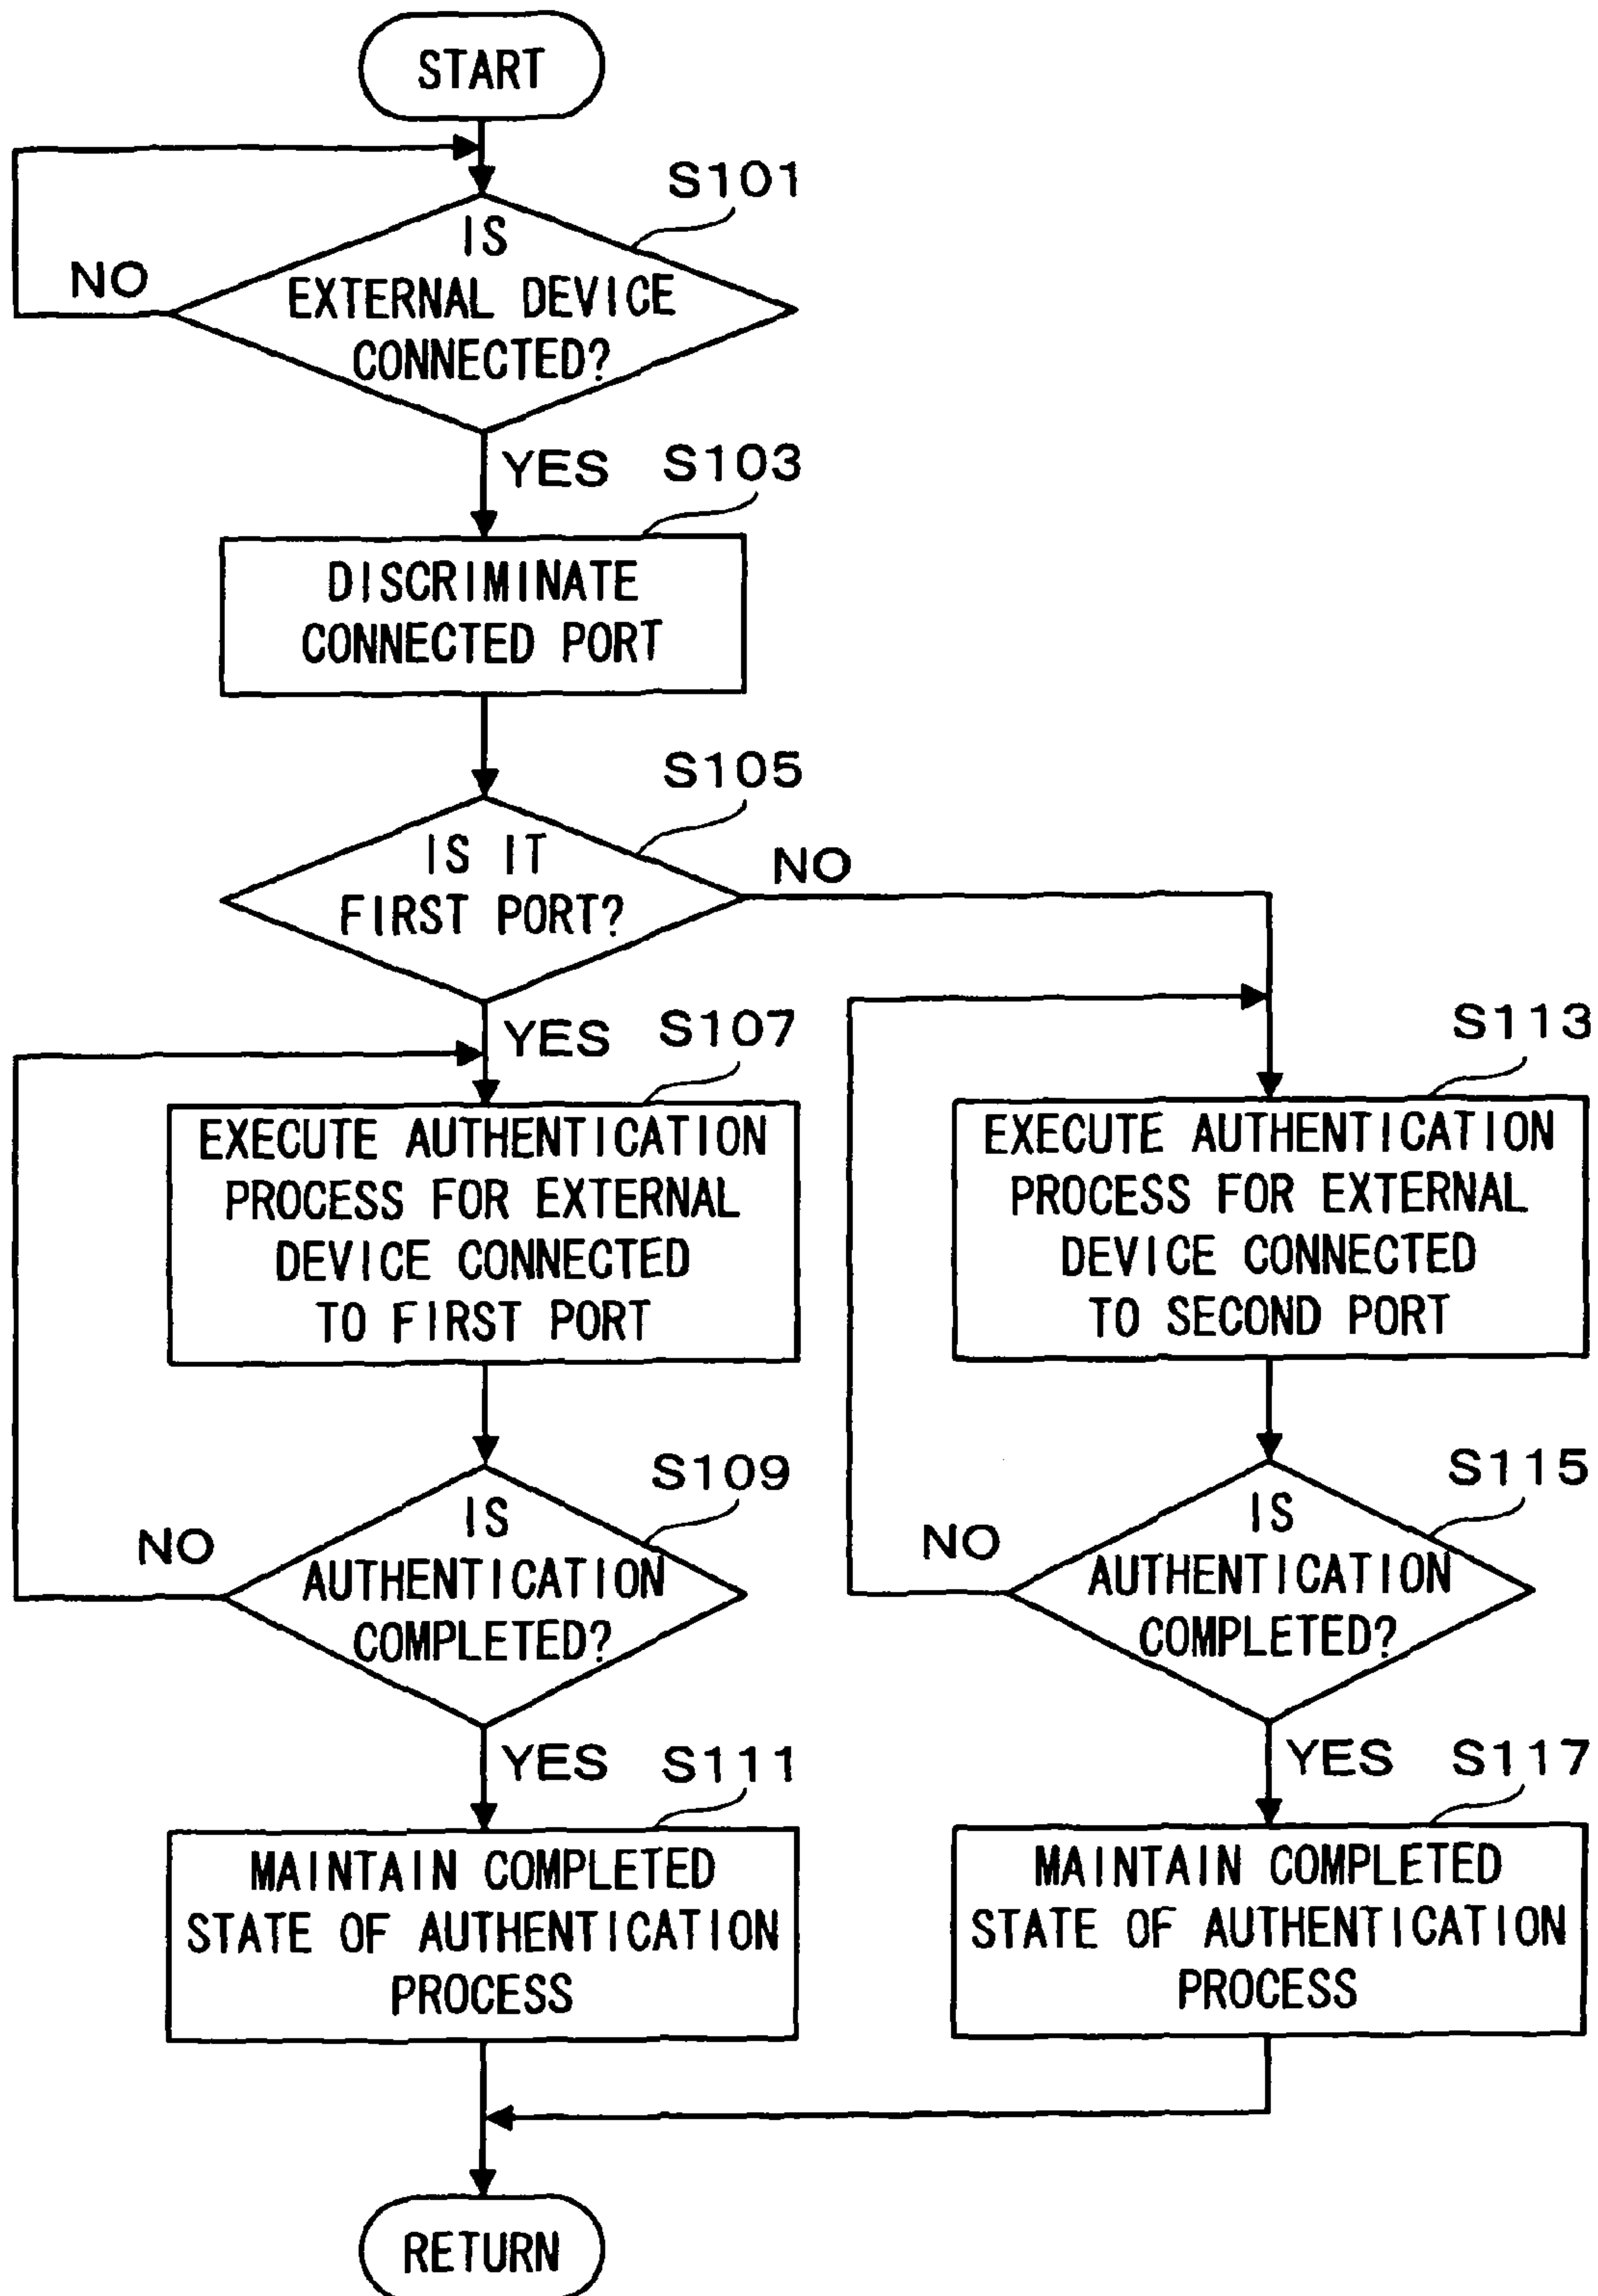 START
S101
IS
EXTERNAL DEVICE
CONNECTED?
NO
YES
S103
DISCRIMINATE
CONNECTED PORT
S105
IS IT
FIRST PORT?
NO
YES
S107
EXECUTE AUTHENTICATION
PROCESS FOR EXTERNAL
DEVICE CONNECTED
TO FIRST PORT
S109
IS
AUTHENTICATION
COMPLETED?
NO
YES
S111
MAINTAIN COMPLETED
STATE OF AUTHENTICATION
PROCESS
S113
EXECUTE AUTHENTICATION
PROCESS FOR EXTERNAL
DEVICE CONNECTED
TO SECOND PORT
S115
IS
AUTHENTICATION
COMPLETED?
NO
YES
S117
MAINTAIN COMPLETED
STATE OF AUTHENTICATION
PROCESS
RETURN